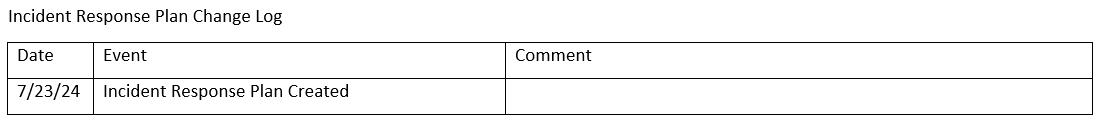 Incident Response Plan Change Log
Date Event Comment
7/23/24 Incident Response Plan Created